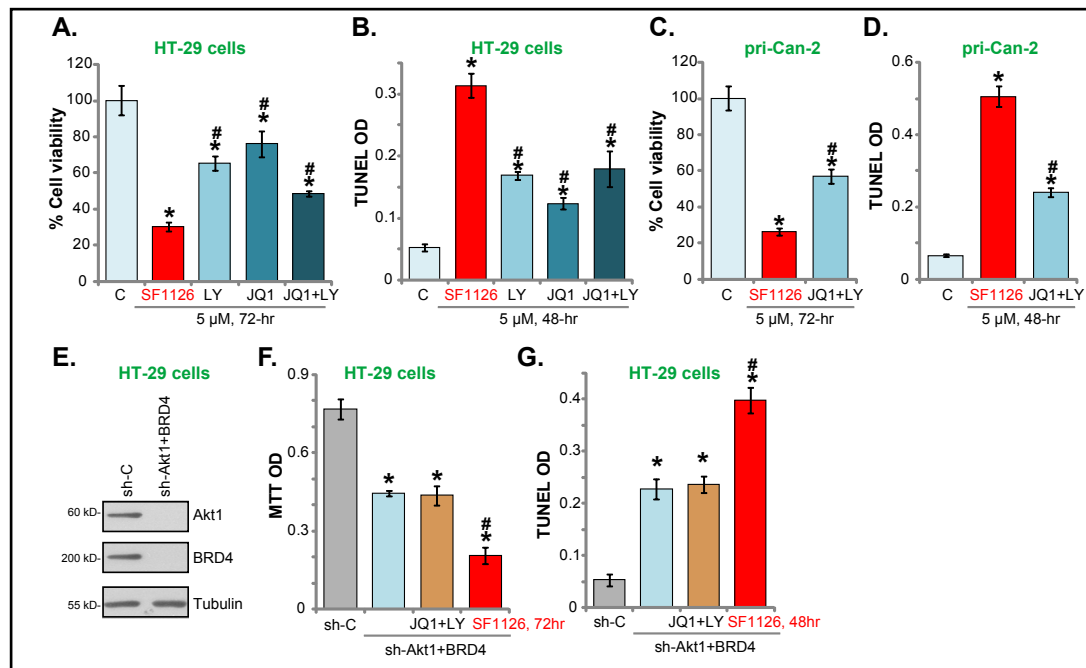 A.
HT-29 cells
% Cell viability
120
100
80
60
40
20
0
*
#
*
#
*
#
*
C SF1126 LY JQ1 JQ1+LY
5 µM, 72-hr
B.
HT-29 cells
TUNEL OD
0.3
0.2
0.1
0
*
#
*
#
*
#
*
C SF1126 LY JQ1 JQ1+LY
5 µM, 48-hr
C.
pri-Can-2
% Cell viability
120
100
80
60
40
20
0
*
#
*
C SF1126 JQ1+LY
5 µM, 72-hr
D.
pri-Can-2
TUNEL OD
0.6
0.4
0.2
0
*
#
*
C SF1126 JQ1+LY
5 µM, 48-hr
E.
HT-29 cells
sh-C
sh-Akt1+BRD4
60 kD- Akt1
200 kD- BRD4
55 kD- Tubulin
F.
HT-29 cells
MTT OD
0.9
0.6
0.3
0
*
*
#
*
sh-C JQ1+LY SF1126, 72hr
sh-Akt1+BRD4
G.
HT-29 cells
TUNEL OD
0.4
0.3
0.2
0.1
0
*
*
#
*
sh-C JQ1+LY SF1126, 48hr
sh-Akt1+BRD4